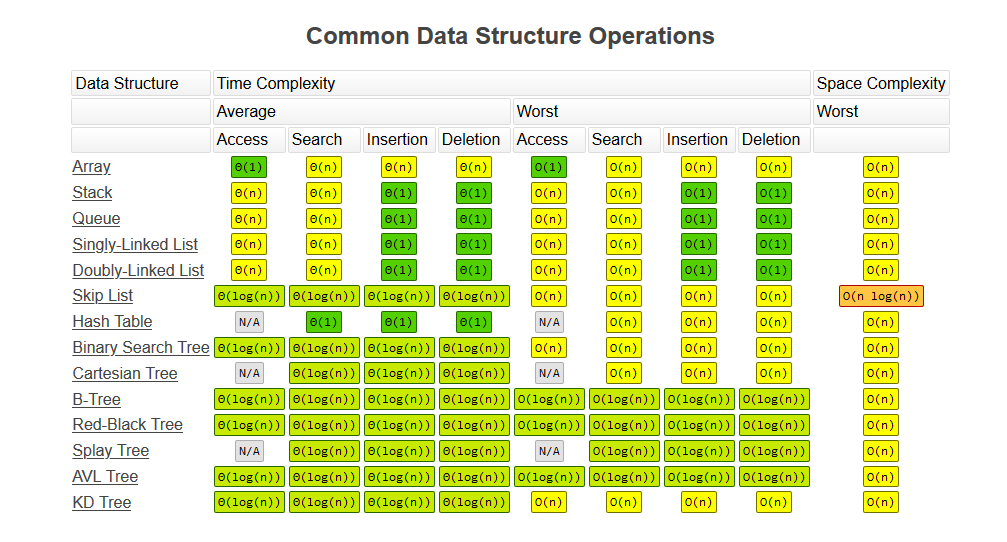 Common Data Structure Operations
Data Structure Time Complexity Space Complexity
Average Worst Worst
Access Search Insertion Deletion Access Search Insertion Deletion
Array Θ(1) Θ(n) Θ(n) Θ(n) O(1) O(n) O(n) O(n) O(n)
Stack Θ(n) Θ(n) Θ(1) Θ(1) O(n) O(n) O(1) O(1) O(n)
Queue Θ(n) Θ(n) Θ(1) Θ(1) O(n) O(n) O(1) O(1) O(n)
Singly-Linked List Θ(n) Θ(n) Θ(1) Θ(1) O(n) O(n) O(1) O(1) O(n)
Doubly-Linked List Θ(n) Θ(n) Θ(1) Θ(1) O(n) O(n) O(1) O(1) O(n)
Skip List Θ(log(n)) Θ(log(n)) Θ(log(n)) Θ(log(n)) O(n) O(n) O(n) O(n) O(n log(n))
Hash Table N/A Θ(1) Θ(1) Θ(1) N/A O(n) O(n) O(n) O(n)
Binary Search Tree Θ(log(n)) Θ(log(n)) Θ(log(n)) Θ(log(n)) O(n) O(n) O(n) O(n) O(n)
Cartesian Tree N/A Θ(log(n)) Θ(log(n)) Θ(log(n)) N/A O(n) O(n) O(n) O(n)
B-Tree Θ(log(n)) Θ(log(n)) Θ(log(n)) Θ(log(n)) O(log(n)) O(log(n)) O(log(n)) O(log(n)) O(n)
Red-Black Tree Θ(log(n)) Θ(log(n)) Θ(log(n)) Θ(log(n)) O(log(n)) O(log(n)) O(log(n)) O(log(n)) O(n)
Splay Tree N/A Θ(log(n)) Θ(log(n)) Θ(log(n)) N/A O(log(n)) O(log(n)) O(log(n)) O(n)
AVL Tree Θ(log(n)) Θ(log(n)) Θ(log(n)) Θ(log(n)) O(log(n)) O(log(n)) O(log(n)) O(log(n)) O(n)
KD Tree Θ(log(n)) Θ(log(n)) Θ(log(n)) Θ(log(n)) O(n) O(n) O(n) O(n) O(n)